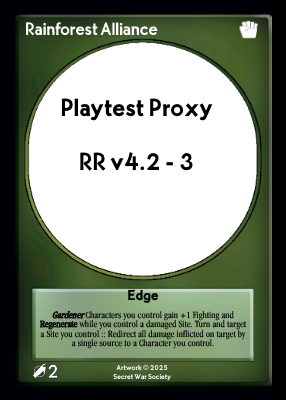 Rainforest Alliance
Playtest Proxy
RR v4.2 - 3
Edge
Gardener Characters you control gain +1 Fighting and
Regenerate while you control a damaged Site. Turn and target
a Site you control :: Redirect all damage inflicted on target by
a single source to a Character you control.
2
Artwork © 2025
Secret War Society